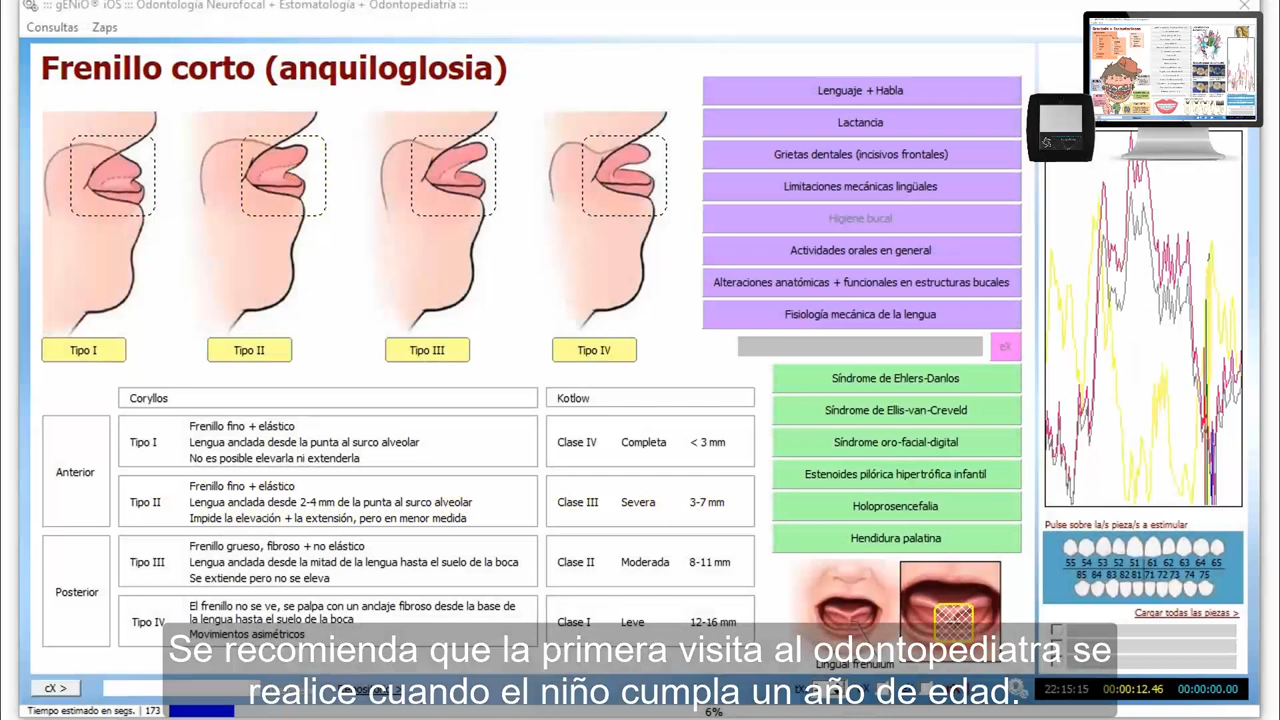 ::: gENiO® iOS ::: Odontología Neurofocal + Estomatología + Odontopediatría :::
Consultas Zaps
Frenillo corto (anquiloglosia)
Lenguaje +
Lactancia
Grietas dentales (incisivos frontales)
Limitaciones mecánicas lingüales
Higiene bucal
Actividades orales en general
Alteraciones anatómicas + funcionales en estructuras bucales
Fisiología mecánica de la lengua
Tipo I Tipo II Tipo III Tipo IV
eX
Síndrome de Ehlers-Danlos
Síndrome de Ellis-van-Creveld
Síndrome oro-facial-digital
Estenoides pilórica hipertrófica infantil
Holoprosencefalia
Hendidura palatina
Coryllos Kotlow
Anterior
Tipo I
Frenillo fino + elástico
Lengua anclada desde la punta al surco alveolar
No es posible elevarla ni extenderla
Clase IV Completa < 3 mm
Tipo II
Frenillo fino + elástico
Lengua anclada desde 2-4 mm de la punta al surco alveolar
Impide la elevación + la extensión, pero en menor medida
Clase III Severa 3-7 mm
Posterior
Tipo III
Frenillo grueso, fibroso + no elástico
Lengua anclada desde la mitad de la lengua hasta el suelo de la boca
Se extiende pero no se eleva
Clase II Moderada 8-11 mm
Tipo IV
El frenillo no se ve, se palpa con un andaje fibroso desde la base de
la lengua hasta el suelo de la boca
Movimientos asimétricos
Clase I Leve 12-16 mm
Lingual frenulum
Pulse sobre la/s pieza/s a estimular
55 54 53 52 51 61 62 63 64 65
85 84 83 82 81 71 72 73 74 75
Cargar todas las piezas >
Se recomienda que la primera visita al odontopediatra se
realice cuando el niño cumpla 1 año de edad.
cX >
22:15:15 00:00:12.46 00:00:00.00
Tiempo estimado en segs. 173
6%